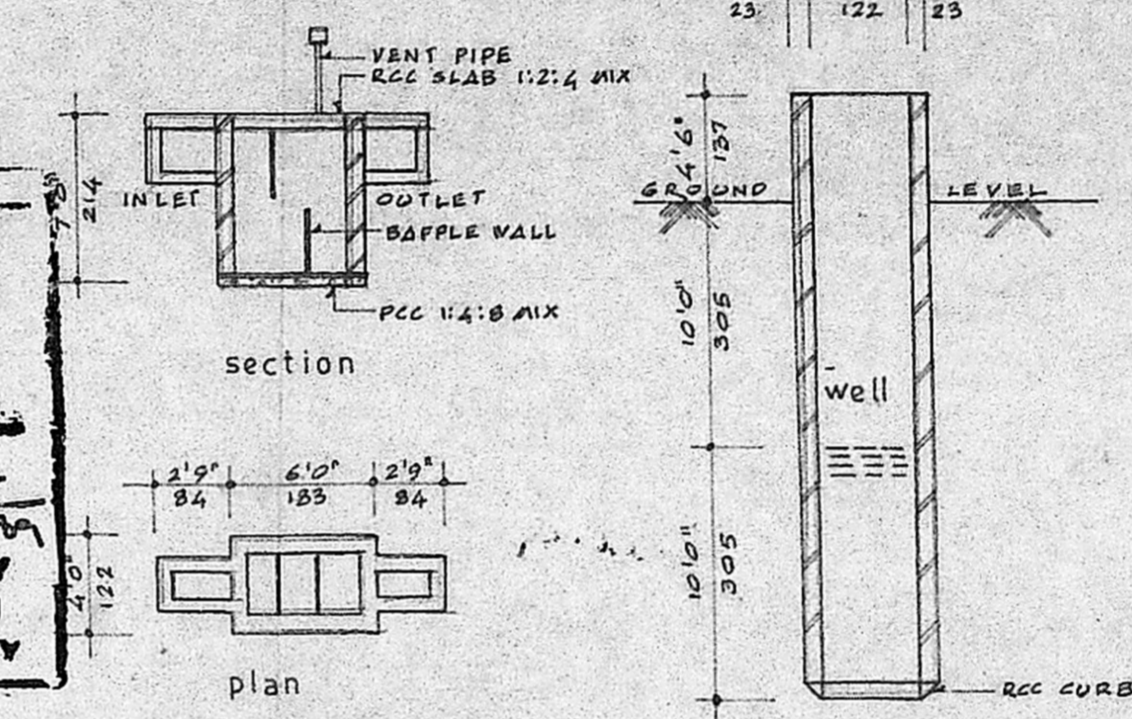 23 122 23
VENT PIPE
RCC SLAB 1:2:4 MIX
INLET
OUTLET
BAFFLE WALL
PCC 1:4:8 MIX
214
section
2'9" 6'0" 2'9"
84 183 84
4'0"
122
plan
4'6"
137
GROUND LEVEL
10'0"
305
well
10'0"
305
RCC CURB